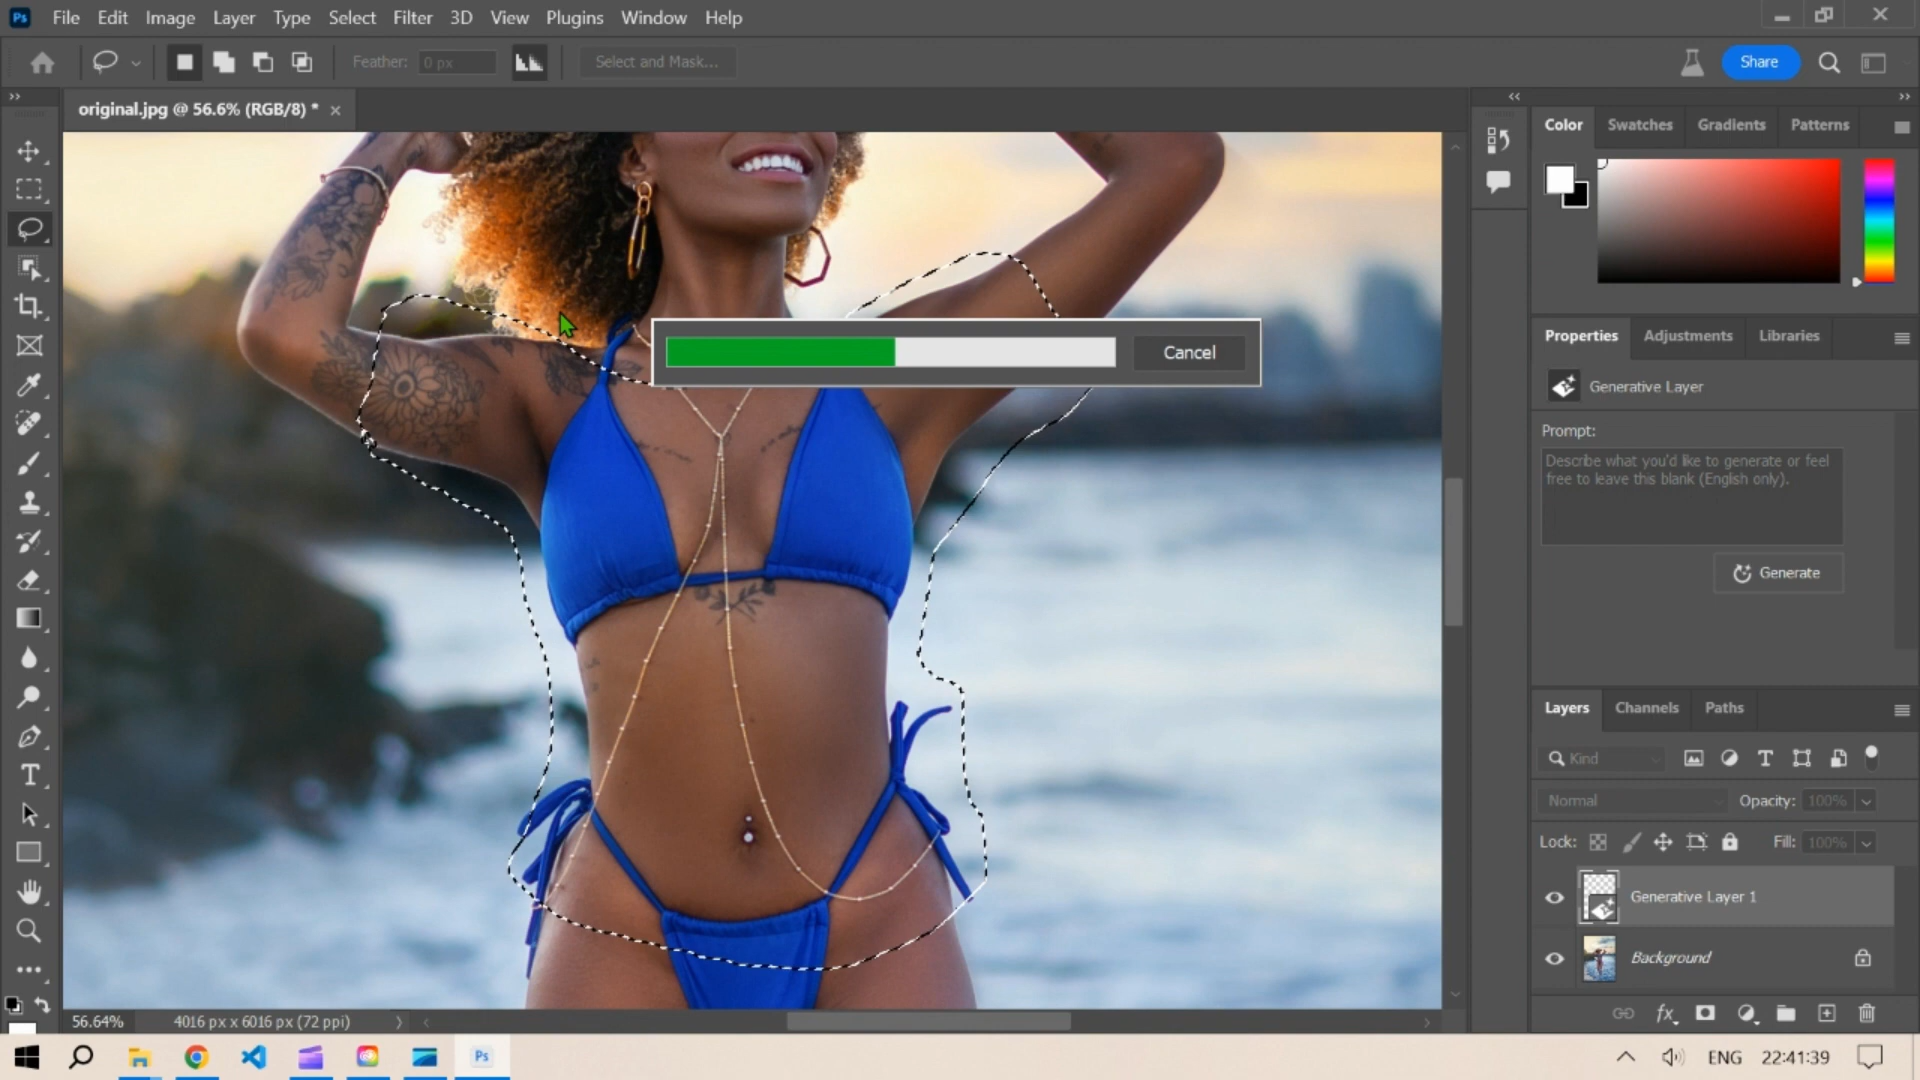 Ps File Edit Image Layer Type Select Filter 3D View Plugins Window Help
Feather: 0 px Select and Mask... Share
original.jpg @ 56.6% (RGB/8) *
Color Swatches Gradients Patterns
Cancel
Properties Adjustments Libraries
Generative Layer
Prompt:
Describe what you'd like to generate or feel
free to leave this blank (English only).
Generate
Layers Channels Paths
Kind
Normal Opacity: 100%
Lock: Fill: 100%
Generative Layer 1
Background
56.64% 4016 px x 6016 px (72 ppi)
Ps ENG 22:41:39